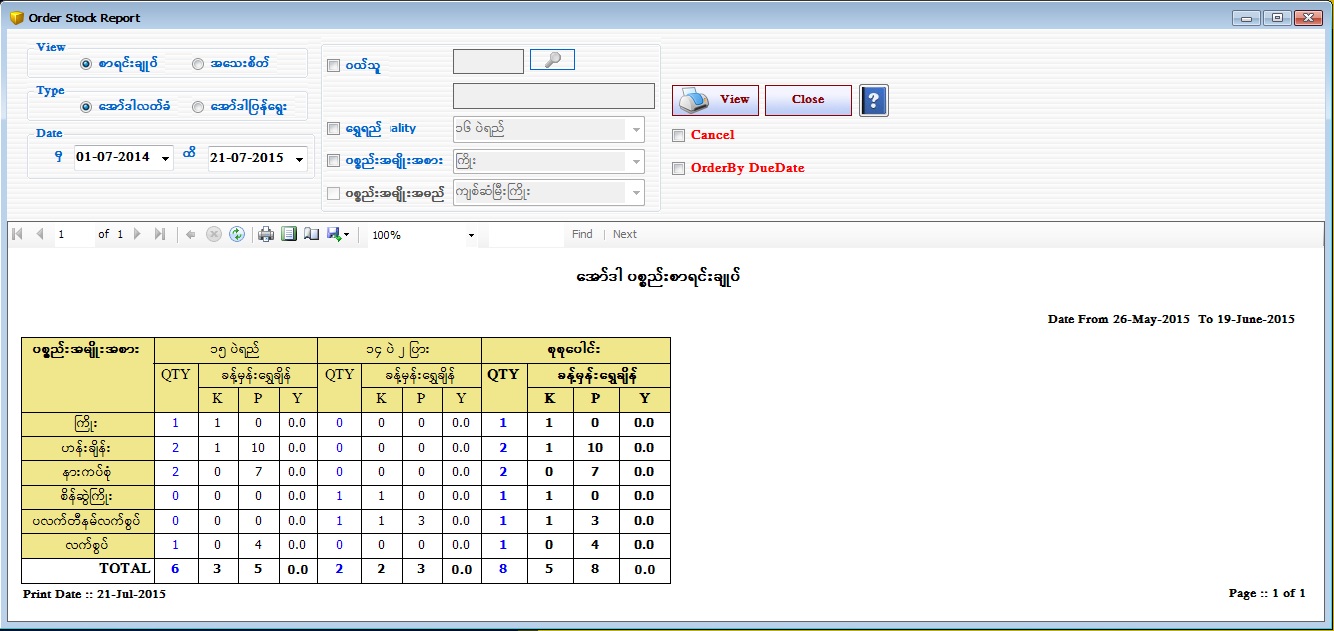 Order Stock Report
View
စာရင်းချုပ် အသေးစိတ်
Type
အော်ဒါလတ်ခံ အော်ဒါပြန်ရွေး
Date
မှ 01-07-2014 ထိ 21-07-2015
ဝယ်သူ
ရွှေရည် ality ၁၆ ပဲရည်
ပစ္စည်းအမျိုးအစား ကြိုး
ပစ္စည်းအမျိုးအမည် ကျစ်ဆံမြီးကြိုး
View Close ?
Cancel
OrderBy DueDate
1 of 1 100% Find | Next
အော်ဒါ ပစ္စည်းစာရင်းချုပ်
Date From 26-May-2015 To 19-June-2015
ပစ္စည်းအမျိုးအစား ၁၅ ပဲရည် ၁၄ ပဲ ၂ ပြား စုစုပေါင်း
QTY ခန့်မှန်းရွှေချိန် QTY ခန့်မှန်းရွှေချိန် QTY ခန့်မှန်းရွှေချိန်
K P Y K P Y K P Y
ကြိုး 1 1 0 0.0 0 0 0 0.0 1 1 0 0.0
ဟန်းချိန်း 2 1 10 0.0 0 0 0 0.0 2 1 10 0.0
နားကပ်စုံ 2 0 7 0.0 0 0 0 0.0 2 0 7 0.0
စိန်ဆွဲကြိုး 0 0 0 0.0 1 1 0 0.0 1 1 0 0.0
ပလက်တီနမ်လက်စွပ် 0 0 0 0.0 1 1 3 0.0 1 1 3 0.0
လက်စွပ် 1 0 4 0.0 0 0 0 0.0 1 0 4 0.0
TOTAL 6 3 5 0.0 2 2 3 0.0 8 5 8 0.0
Print Date :: 21-Jul-2015 Page :: 1 of 1